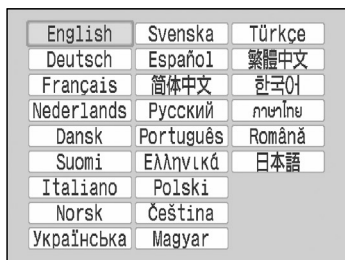 English Svenska Türkçe
Deutsch Español 繁體中文
Français 简体中文 한국어
Nederlands Русский ภาษาไทย
Dansk Português Română
Suomi Ελληνικά 日本語
Italiano Polski
Norsk Čeština
Українська Magyar